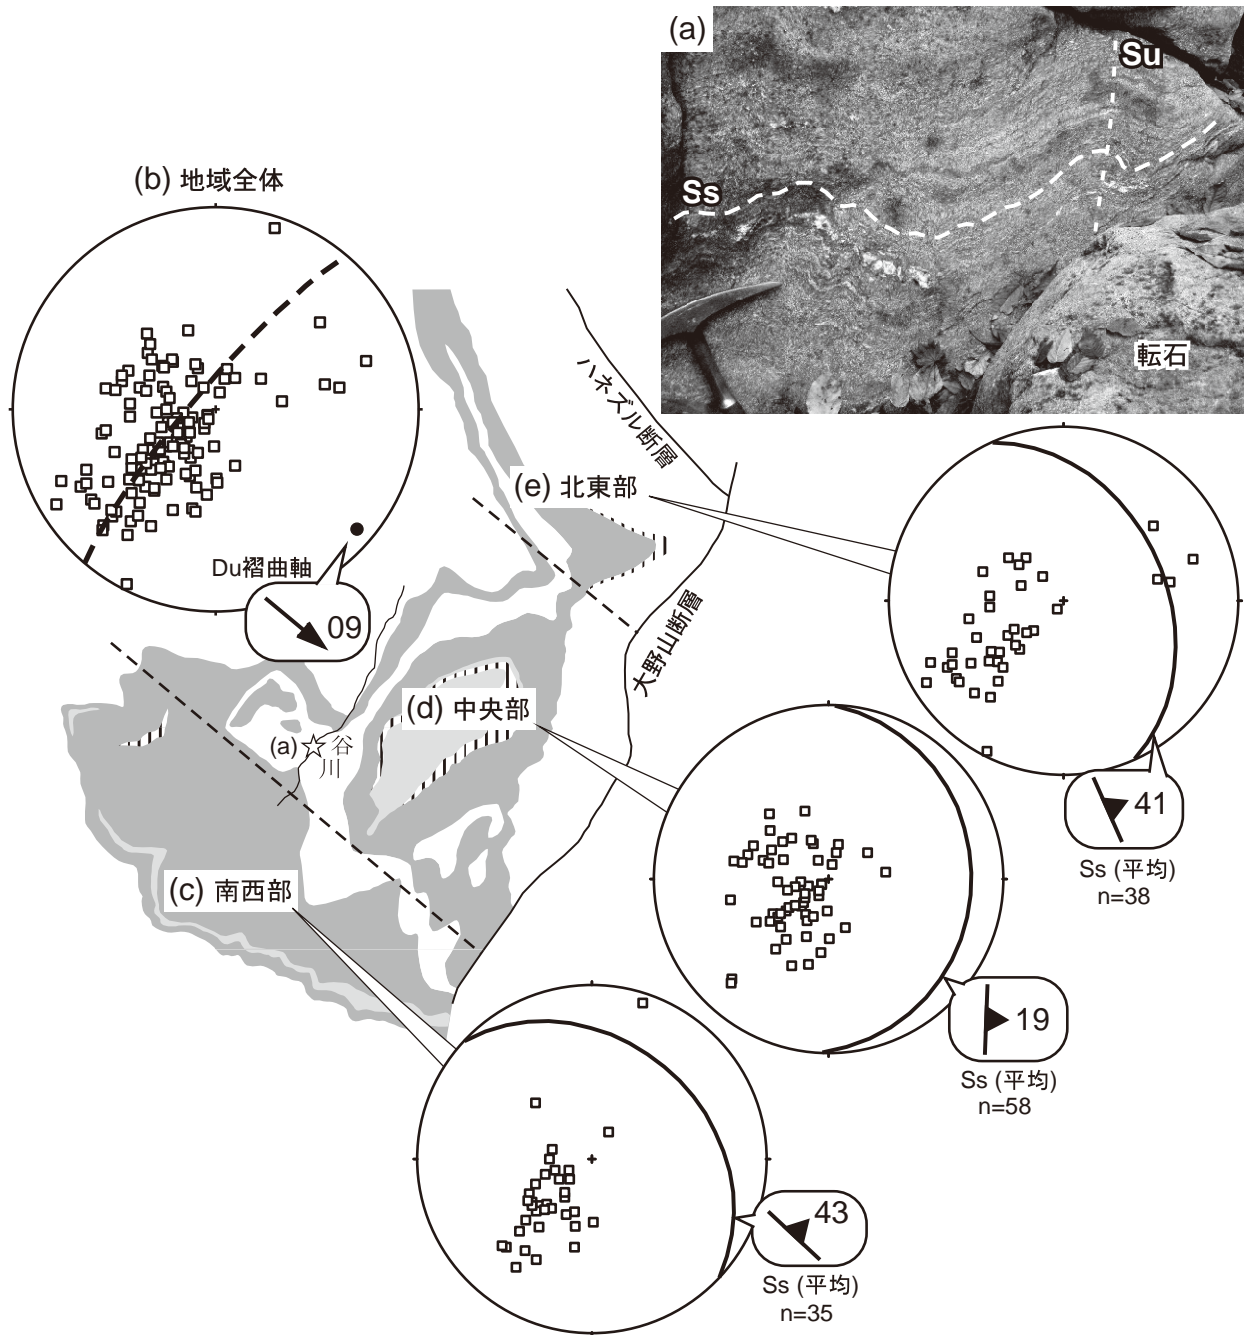 (a)
Su
Ss
転石
(b) 地域全体
Du褶曲軸
09
ハネズル断層
(e) 北東部
大野山断層
(d) 中央部
(a)
谷川
(c) 南西部
41
Ss (平均)
n=38
19
Ss (平均)
n=58
43
Ss (平均)
n=35